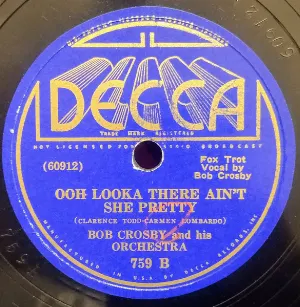 DECCA
TRADE MARK REGISTERED
NOT LICENSED FOR RADIO BROADCAST
(60912)
Fox Trot
Vocal by
Bob Crosby
OOH LOOKA THERE AIN'T
SHE PRETTY
(CLARENCE TODD-CARMEN LOMBARDO)
BOB CROSBY and his
ORCHESTRA
759 B
MANUFACTURED IN U.S.A. BY DECCA RECORDS, INC.